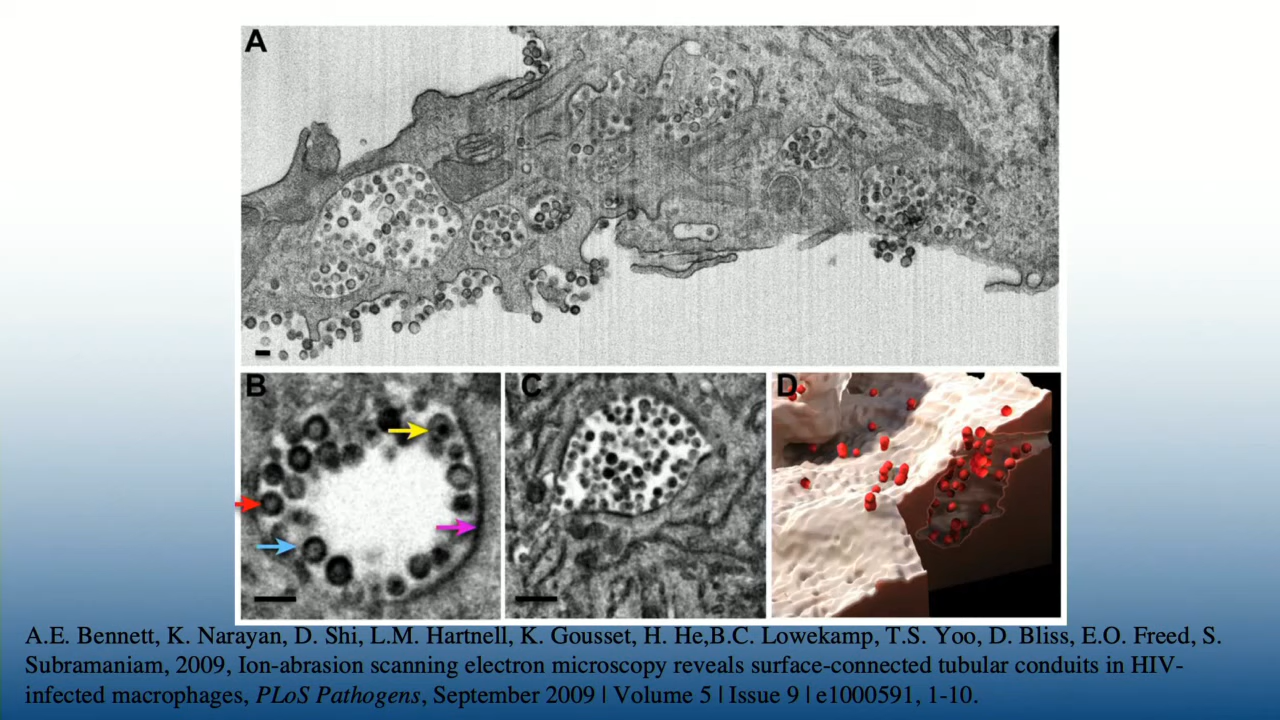 A
B
C
D
A.E. Bennett, K. Narayan, D. Shi, L.M. Hartnell, K. Gousset, H. He,B.C. Lowekamp, T.S. Yoo, D. Bliss, E.O. Freed, S.
Subramaniam, 2009, Ion-abrasion scanning electron microscopy reveals surface-connected tubular conduits in HIV-
infected macrophages, PLoS Pathogens, September 2009 | Volume 5 | Issue 9 | e1000591, 1-10.